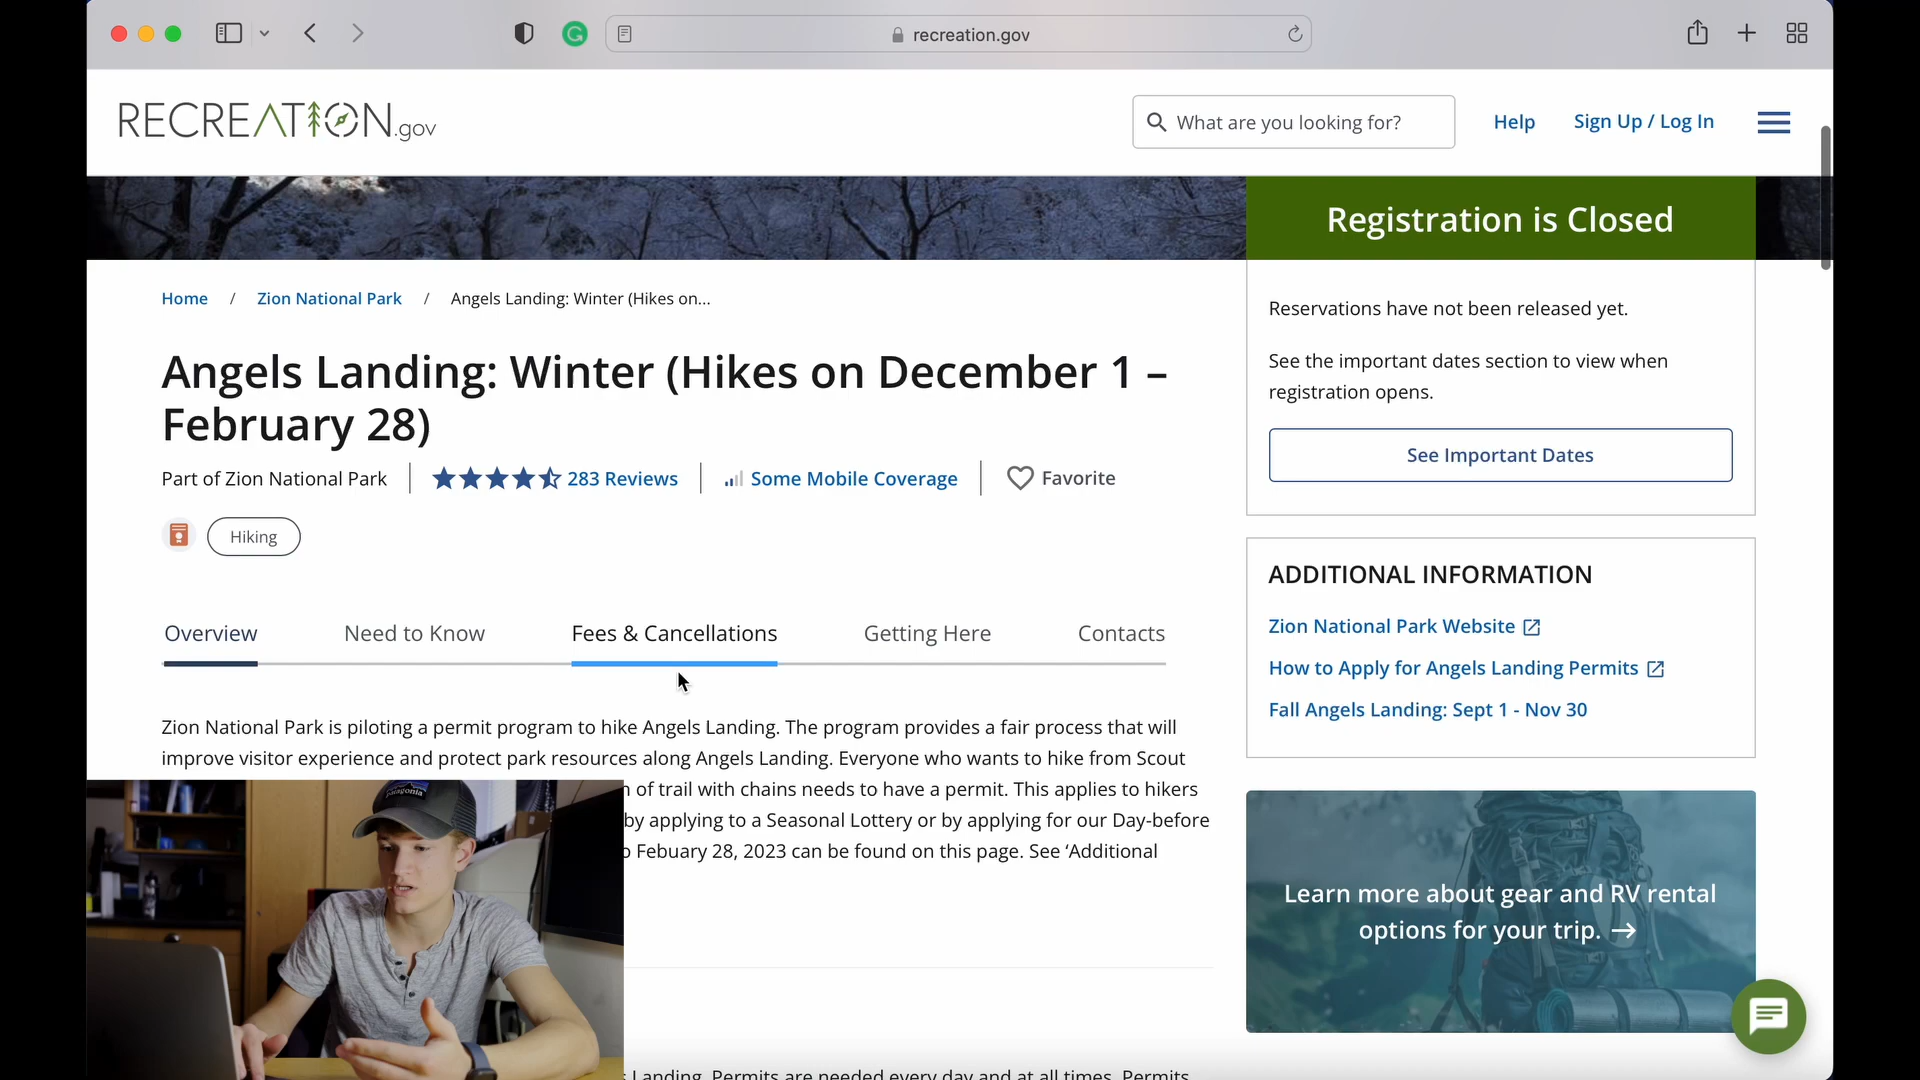 recreation.gov
RECREATION.gov
What are you looking for?
Help
Sign Up / Log In
Registration is Closed
Home / Zion National Park / Angels Landing: Winter (Hikes on...
Angels Landing: Winter (Hikes on December 1 –
February 28)
Part of Zion National Park
283 Reviews
Some Mobile Coverage
Favorite
Hiking
Overview
Need to Know
Fees & Cancellations
Getting Here
Contacts
Zion National Park is piloting a permit program to hike Angels Landing. The program provides a fair process that will
improve visitor experience and protect park resources along Angels Landing. Everyone who wants to hike from Scout
of trail with chains needs to have a permit. This applies to hikers
by applying to a Seasonal Lottery or by applying for our Day-before
Febuary 28, 2023 can be found on this page. See ‘Additional
Landing. Permits are needed every day and at all times. Permits
Reservations have not been released yet.
See the important dates section to view when
registration opens.
See Important Dates
ADDITIONAL INFORMATION
Zion National Park Website
How to Apply for Angels Landing Permits
Fall Angels Landing: Sept 1 - Nov 30
Learn more about gear and RV rental
options for your trip. →
patagonia